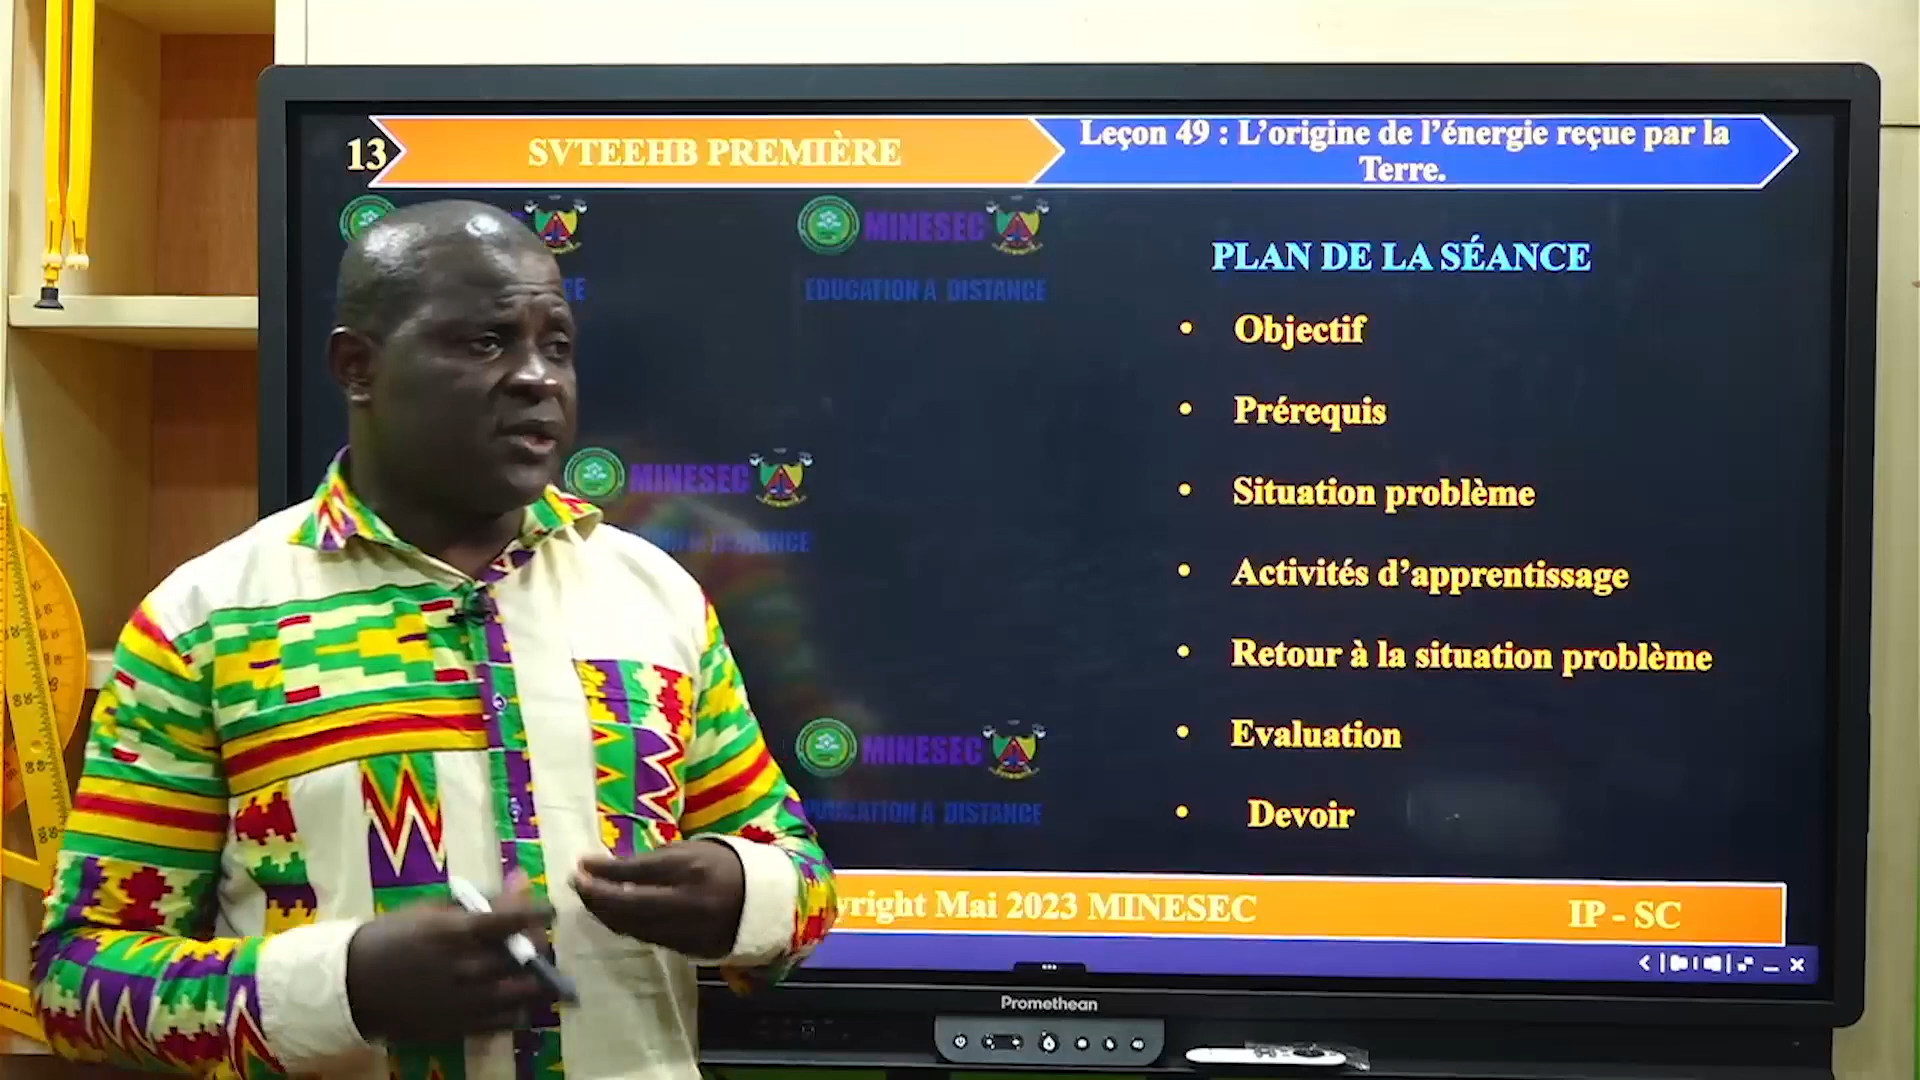 13
SVTEEHB PREMIÈRE
Leçon 49 : L’origine de l’énergie reçue par la
Terre.
MINESEC
EDUCATION A DISTANCE
PLAN DE LA SÉANCE
• Objectif
• Prérequis
• Situation problème
MINESEC
• Activités d’apprentissage
• Retour à la situation problème
• Evaluation
MINESEC
A DISTANCE
• Devoir
Mai 2023 MINESEC
IP - SC
Promethean